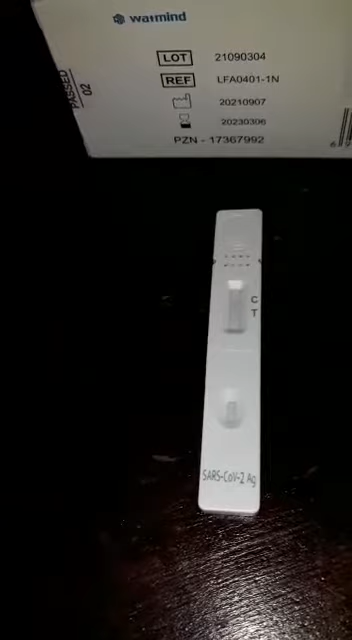 watmind
LOT 21090304
REF LFA0401-1N
20210907
20230306
PZN - 17367992
PASSED
02
C
T
SARS-CoV-2 Ag